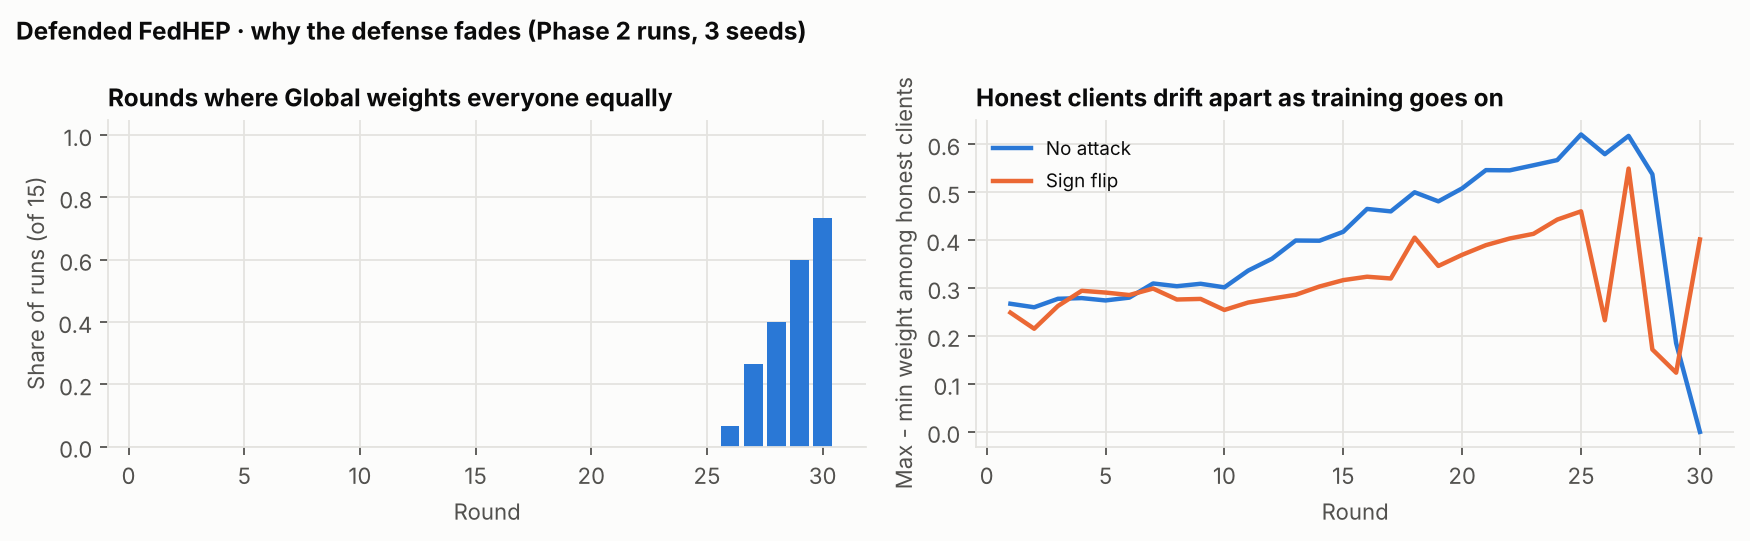 Defended FedHEP · why the defense fades (Phase 2 runs, 3 seeds)
Rounds where Global weights everyone equally
Share of runs (of 15)
1.0
0.8
0.6
0.4
0.2
0.0
0 5 10 15 20 25 30
Round
Honest clients drift apart as training goes on
Max - min weight among honest clients
No attack
Sign flip
0.6
0.5
0.4
0.3
0.2
0.1
0.0
0 5 10 15 20 25 30
Round